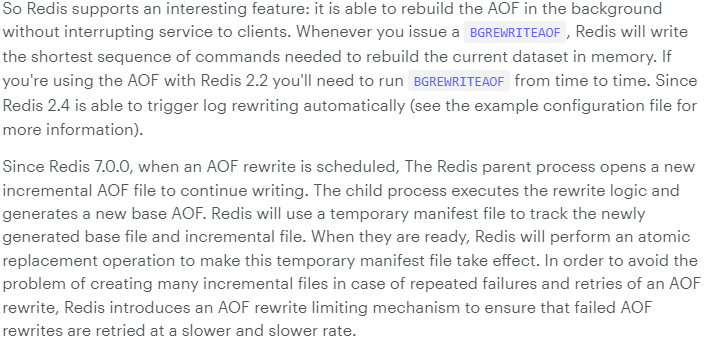 So Redis supports an interesting feature: it is able to rebuild the AOF in the background
without interrupting service to clients. Whenever you issue a BGREWRITEAOF, Redis will write
the shortest sequence of commands needed to rebuild the current dataset in memory. If
you're using the AOF with Redis 2.2 you'll need to run BGREWRITEAOF from time to time. Since
Redis 2.4 is able to trigger log rewriting automatically (see the example configuration file for
more information).
Since Redis 7.0.0, when an AOF rewrite is scheduled, The Redis parent process opens a new
incremental AOF file to continue writing. The child process executes the rewrite logic and
generates a new base AOF. Redis will use a temporary manifest file to track the newly
generated base file and incremental file. When they are ready, Redis will perform an atomic
replacement operation to make this temporary manifest file take effect. In order to avoid the
problem of creating many incremental files in case of repeated failures and retries of an AOF
rewrite, Redis introduces an AOF rewrite limiting mechanism to ensure that failed AOF
rewrites are retried at a slower and slower rate.